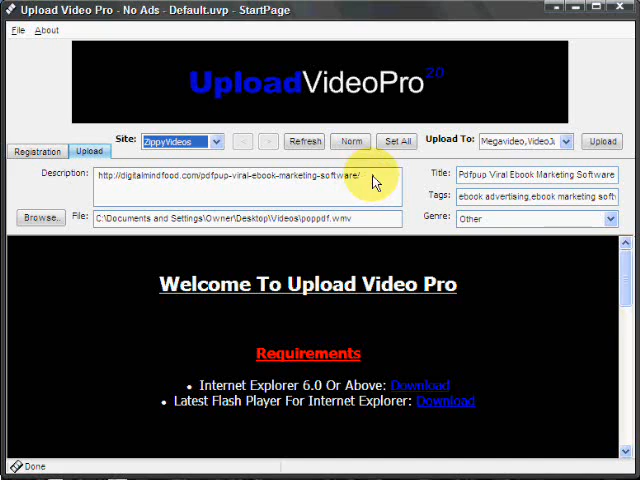 Upload Video Pro - No Ads - Default.uvp - StartPage
File About
UploadVideoPro 2.0
Registration Upload Site: ZippyVideos < > Refresh Norm Set All Upload To: Megavideo,VideoJu Upload
Description: http://digitalmindfood.com/pdfpup-viral-ebook-marketing-software/ Title: Pdfpup Viral Ebook Marketing Software
Tags: ebook advertising,ebook marketing softw
Browse.. File: C:\Documents and Settings\Owner\Desktop\Videos\poppdf.wmv Genre: Other
Welcome To Upload Video Pro
Requirements
• Internet Explorer 6.0 Or Above: Download
• Latest Flash Player For Internet Explorer: Download
Done